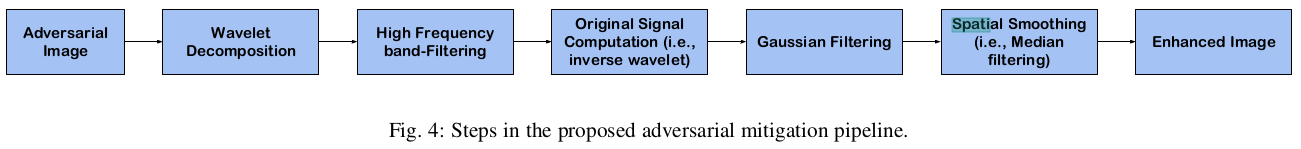 Adversarial
Image
Wavelet
Decomposition
High Frequency
band-Filtering
Original Signal
Computation (i.e.,
inverse wavelet)
Gaussian Filtering
Spatial Smoothing
(i.e., Median
filtering)
Enhanced Image
Fig. 4: Steps in the proposed adversarial mitigation pipeline.